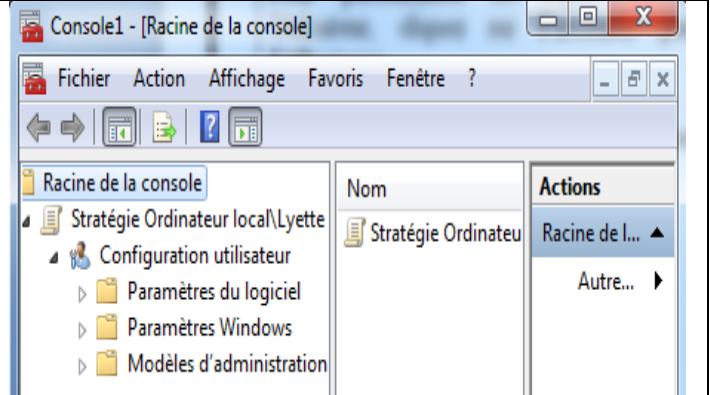 Console1 - [Racine de la console]
Fichier Action Affichage Favoris Fenêtre ?
Racine de la console
Stratégie Ordinateur local\Lyette
Configuration utilisateur
Paramètres du logiciel
Paramètres Windows
Modèles d'administration
Nom
Stratégie Ordinateu
Actions
Racine de l...
Autre...